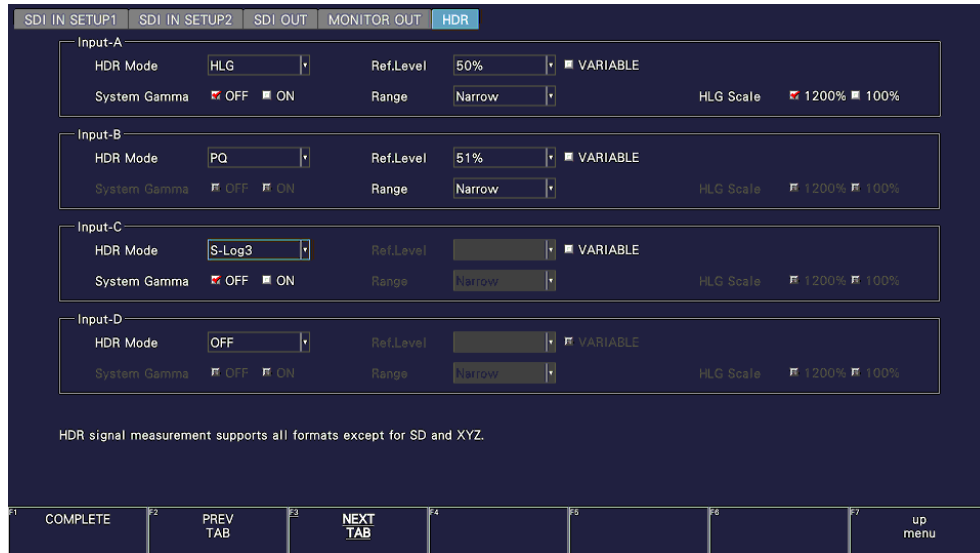 SDI IN SETUP1 SDI IN SETUP2 SDI OUT MONITOR OUT HDR
Input-A
HDR Mode HLG Ref.Level 50% VARIABLE
System Gamma OFF ON Range Narrow HLG Scale 1200% 100%
Input-B
HDR Mode PQ Ref.Level 51% VARIABLE
System Gamma OFF ON Range Narrow HLG Scale 1200% 100%
Input-C
HDR Mode S-Log3 Ref.Level VARIABLE
System Gamma OFF ON Range Narrow HLG Scale 1200% 100%
Input-D
HDR Mode OFF Ref.Level VARIABLE
System Gamma OFF ON Range Narrow HLG Scale 1200% 100%
HDR signal measurement supports all formats except for SD and XYZ.
F1 COMPLETE F2 PREV TAB F3 NEXT TAB F4 F5 F6 F7 up menu